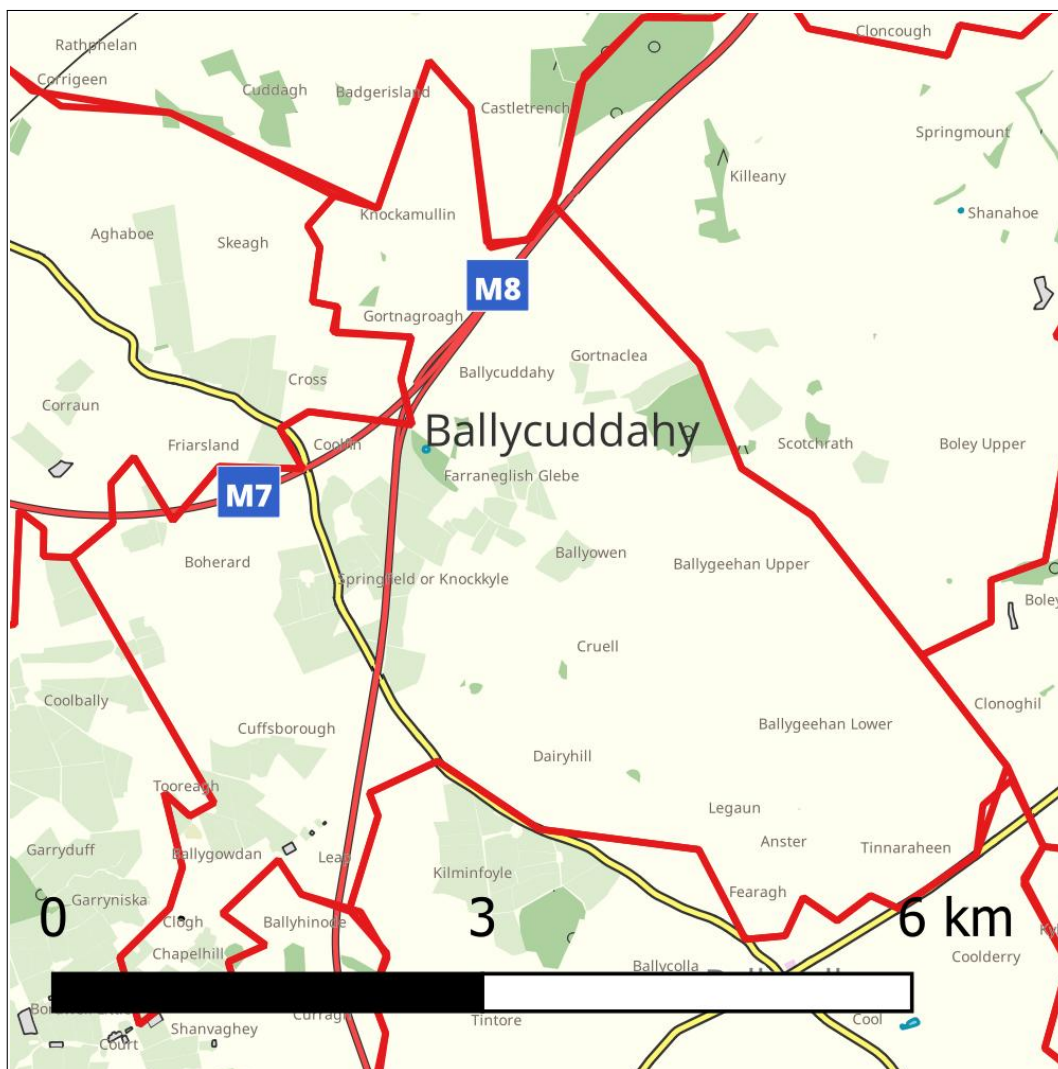 Rathphelan
Cloncough
Corrigeen
Cuddagh
Badgerisland
Castletrench
Springmount
Killeany
Knockamullin
Shanahoe
Aghaboe
Skeagh
M8
Gortnagroagh
Gortnaclea
Cross
Ballycuddahy
Corraun
Ballycuddahy
Friarsland
Coolfin
Scotchrath
Boley Upper
Farraneglish Glebe
M7
Boherard
Ballyowen
Ballygeehan Upper
Springfield or Knockkyle
Boley
Cruell
Coolbally
Clonoghil
Cuffsborough
Ballygeehan Lower
Dairyhill
Tooreagh
Legaun
Garryduff
Ballygowdan
Leap
Anster
Tinnaraheen
Kilminfoyle
Garryniska
Fearagh
0
3
6 km
Clogh
Ballyhinode
Chapelhill
Coolderry
Ballycolla
Curragh
Shanvaghey
Tintore
Cool
Court